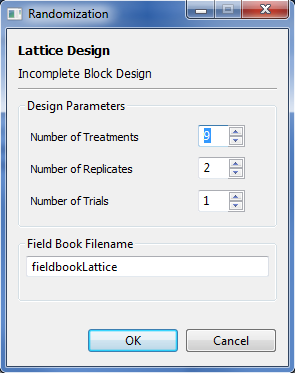 Randomization
Lattice Design
Incomplete Block Design
Design Parameters
Number of Treatments 9
Number of Replicates 2
Number of Trials 1
Field Book Filename
fieldbookLattice
OK Cancel